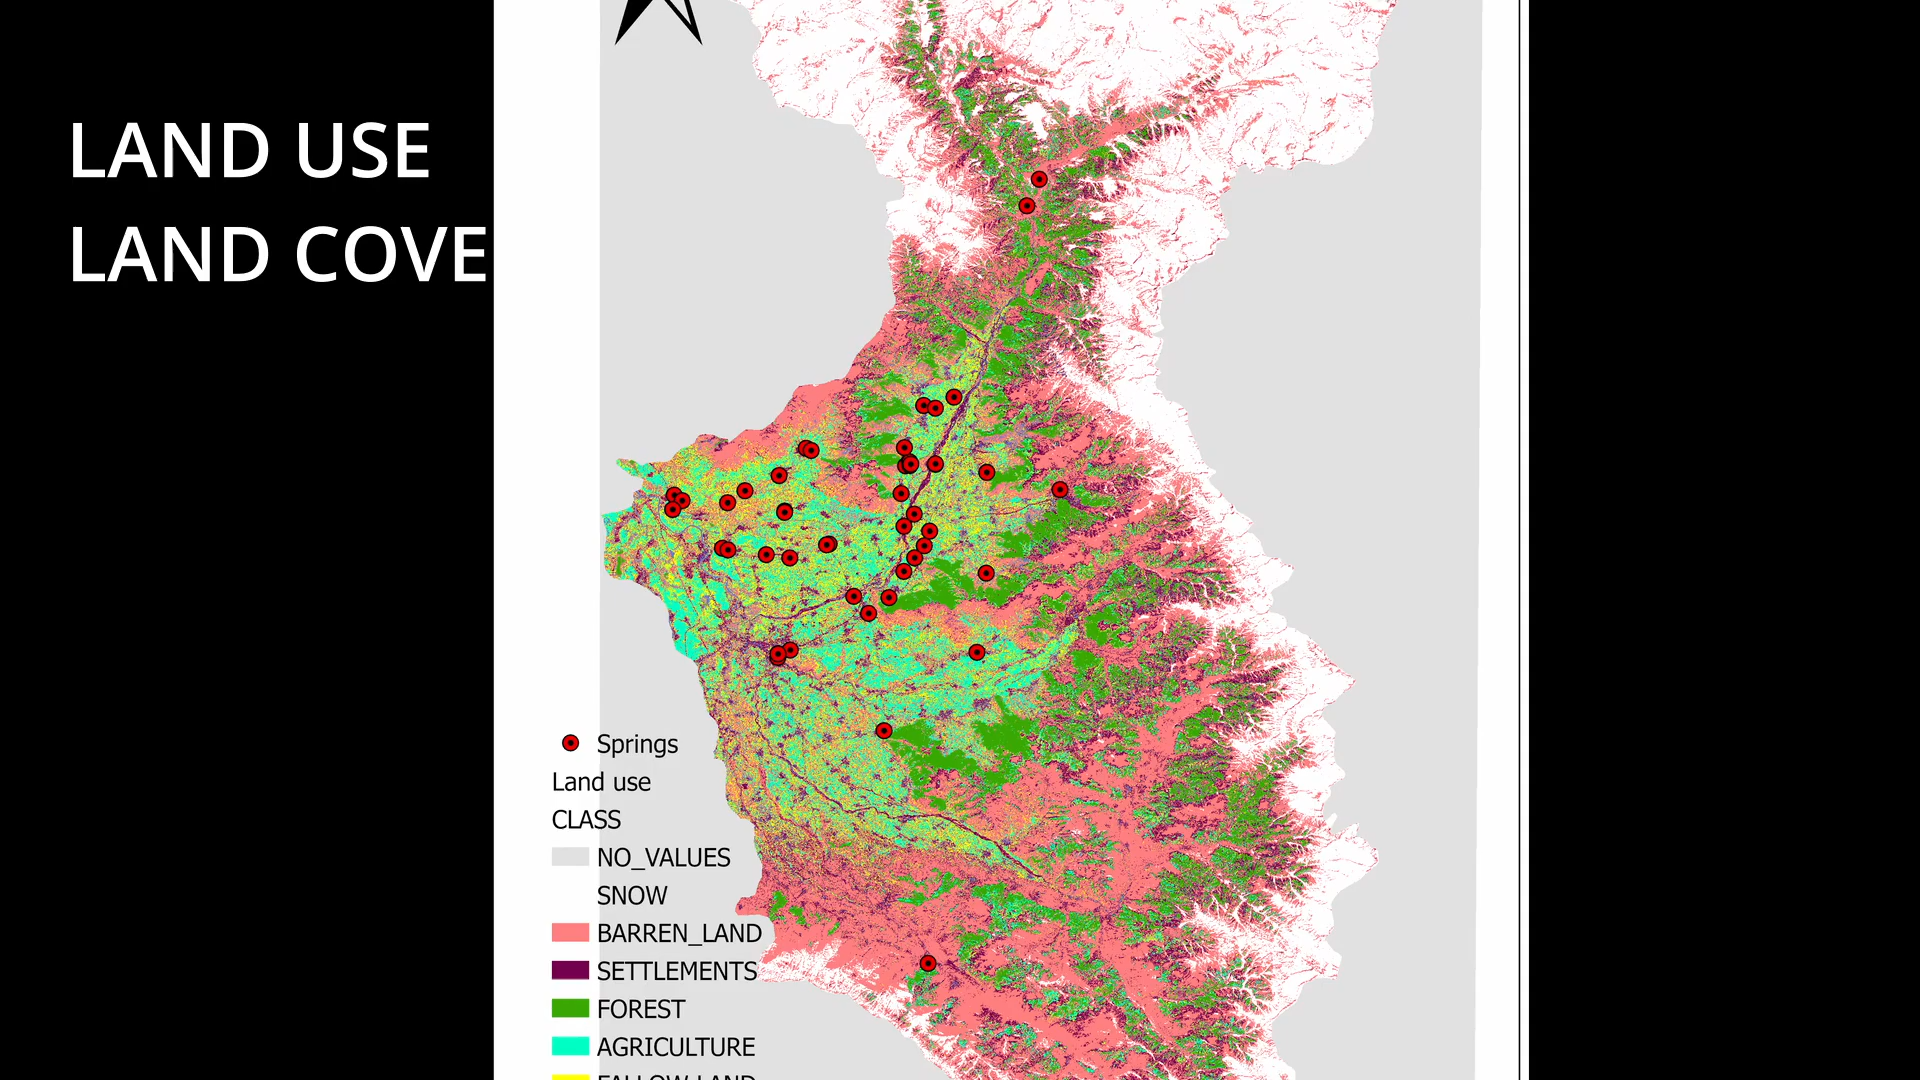 LAND USE
LAND COVE
Springs
Land use
CLASS
NO_VALUES
SNOW
BARREN_LAND
SETTLEMENTS
FOREST
AGRICULTURE